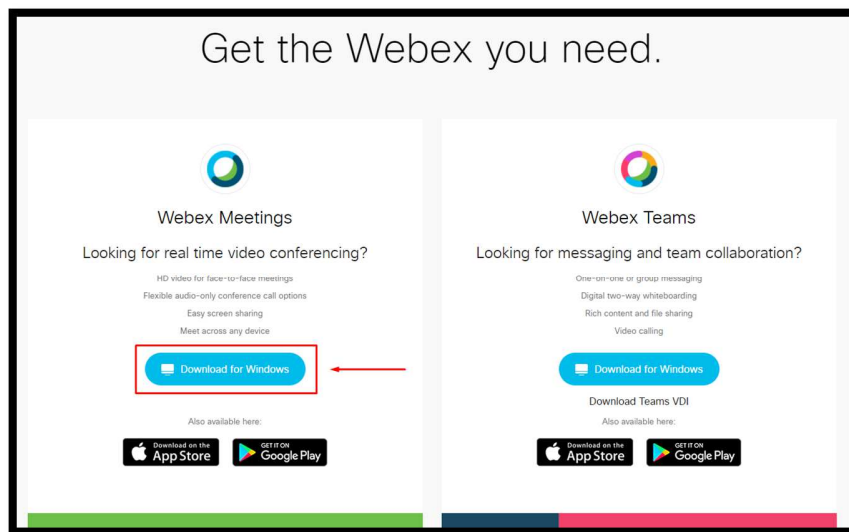 Get the Webex you need.
Webex Meetings
Looking for real time video conferencing?
HD video for face-to-face meetings
Flexible audio-only conference call options
Easy screen sharing
Meet across any device
Download for Windows
Also available here:
Download on the
App Store
GET IT ON
Google Play
Webex Teams
Looking for messaging and team collaboration?
One-on-one or group messaging
Digital two-way whiteboarding
Rich content and file sharing
Video calling
Download for Windows
Download Teams VDI
Also available here:
Download on the
App Store
GET IT ON
Google Play